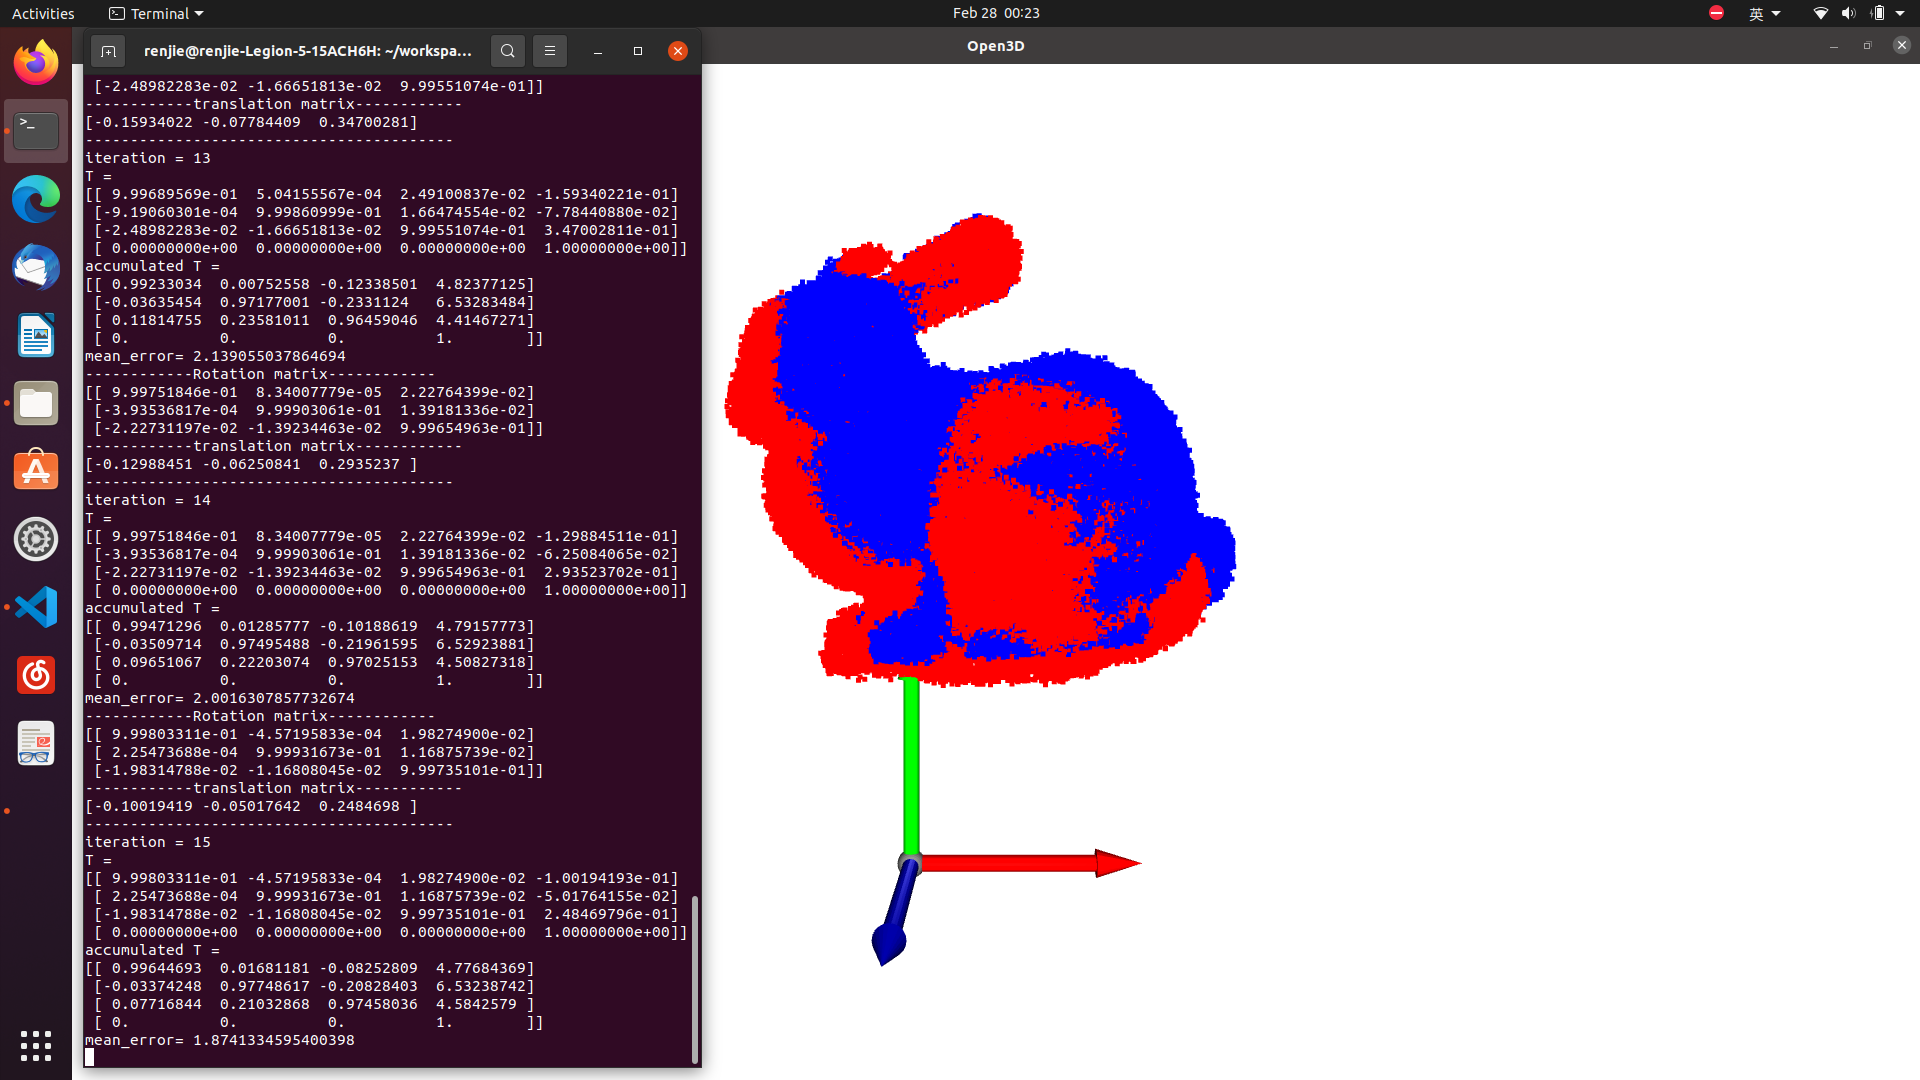 Activities
Terminal
Feb 28 00:23
英
renjie@renjie-Legion-5-15ACH6H: ~/workspa...
Open3D
[-2.48982283e-02 -1.66651813e-02 9.99551074e-01]]
------------translation matrix------------
[-0.15934022 -0.07784409 0.34700281]
-----------------------------------------
iteration = 13
T =
[[ 9.99689569e-01 5.04155567e-04 2.49100837e-02 -1.59340221e-01]
[-9.19060301e-04 9.99860999e-01 1.66474554e-02 -7.78440880e-02]
[-2.48982283e-02 -1.66651813e-02 9.99551074e-01 3.47002811e-01]
[ 0.00000000e+00 0.00000000e+00 0.00000000e+00 1.00000000e+00]]
accumulated T =
[[ 0.99233034 0.00752558 -0.12338501 4.82377125]
[-0.03635454 0.97177001 -0.2331124 6.53283484]
[ 0.11814755 0.23581011 0.96459046 4.41467271]
[ 0. 0. 0. 1. ]]
mean_error= 2.139055037864694
------------Rotation matrix------------
[[ 9.99751846e-01 8.34007779e-05 2.22764399e-02]
[-3.93536817e-04 9.99903061e-01 1.39181336e-02]
[-2.22731197e-02 -1.39234463e-02 9.99654963e-01]]
------------translation matrix------------
[-0.12988451 -0.06250841 0.2935237 ]
-----------------------------------------
iteration = 14
T =
[[ 9.99751846e-01 8.34007779e-05 2.22764399e-02 -1.29884511e-01]
[-3.93536817e-04 9.99903061e-01 1.39181336e-02 -6.25084065e-02]
[-2.22731197e-02 -1.39234463e-02 9.99654963e-01 2.93523702e-01]
[ 0.00000000e+00 0.00000000e+00 0.00000000e+00 1.00000000e+00]]
accumulated T =
[[ 0.99471296 0.01285777 -0.10188619 4.79157773]
[-0.03509714 0.97495488 -0.21961595 6.52923881]
[ 0.09651067 0.22203074 0.97025153 4.50827318]
[ 0. 0. 0. 1. ]]
mean_error= 2.0016307857732674
------------Rotation matrix------------
[[ 9.99803311e-01 -4.57195833e-04 1.98274900e-02]
[ 2.25473688e-04 9.99931673e-01 1.16875739e-02]
[-1.98314788e-02 -1.16808045e-02 9.99735101e-01]]
------------translation matrix------------
[-0.10019419 -0.05017642 0.2484698 ]
-----------------------------------------
iteration = 15
T =
[[ 9.99803311e-01 -4.57195833e-04 1.98274900e-02 -1.00194193e-01]
[ 2.25473688e-04 9.99931673e-01 1.16875739e-02 -5.01764155e-02]
[-1.98314788e-02 -1.16808045e-02 9.99735101e-01 2.48469796e-01]
[ 0.00000000e+00 0.00000000e+00 0.00000000e+00 1.00000000e+00]]
accumulated T =
[[ 0.99644693 0.01681181 -0.08252809 4.77684369]
[-0.03374248 0.97748617 -0.20828403 6.53238742]
[ 0.07716844 0.21032868 0.97458036 4.5842579 ]
[ 0. 0. 0. 1. ]]
mean_error= 1.8741334595400398